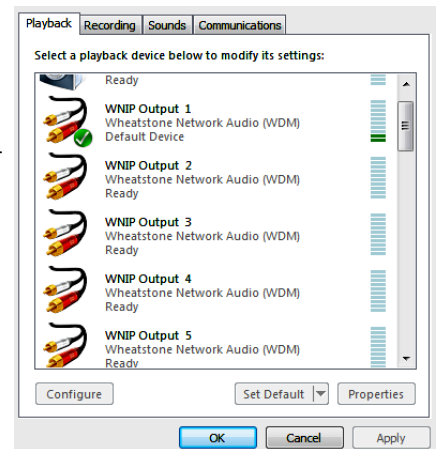 Playback Recording Sounds Communications
Select a playback device below to modify its settings:
Ready
WNIP Output 1
Wheatstone Network Audio (WDM)
Default Device
WNIP Output 2
Wheatstone Network Audio (WDM)
Ready
WNIP Output 3
Wheatstone Network Audio (WDM)
Ready
WNIP Output 4
Wheatstone Network Audio (WDM)
Ready
WNIP Output 5
Wheatstone Network Audio (WDM)
Ready
Configure Set Default Properties
OK Cancel Apply